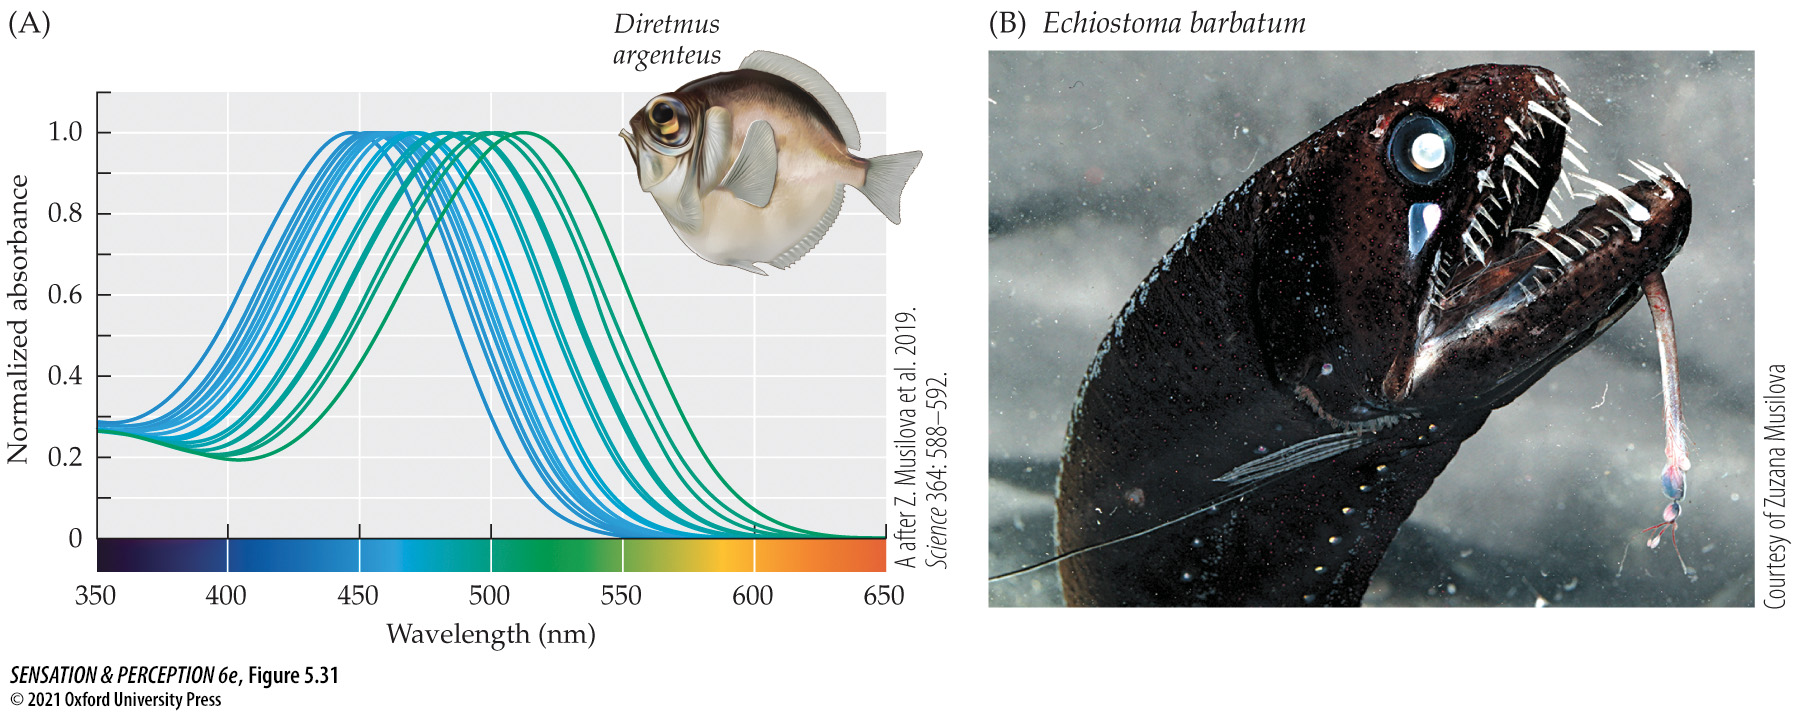 (A)
Diretmus
argenteus
Normalized absorbance
1.0
0.8
0.6
0.4
0.2
0
350 400 450 500 550 600 650
Wavelength (nm)
A after Z. Musilova et al. 2019.
Science 364: 588–592.
(B) Echiostoma barbatum
Courtesy of Zuzana Musilova
SENSATION & PERCEPTION 6e, Figure 5.31
© 2021 Oxford University Press